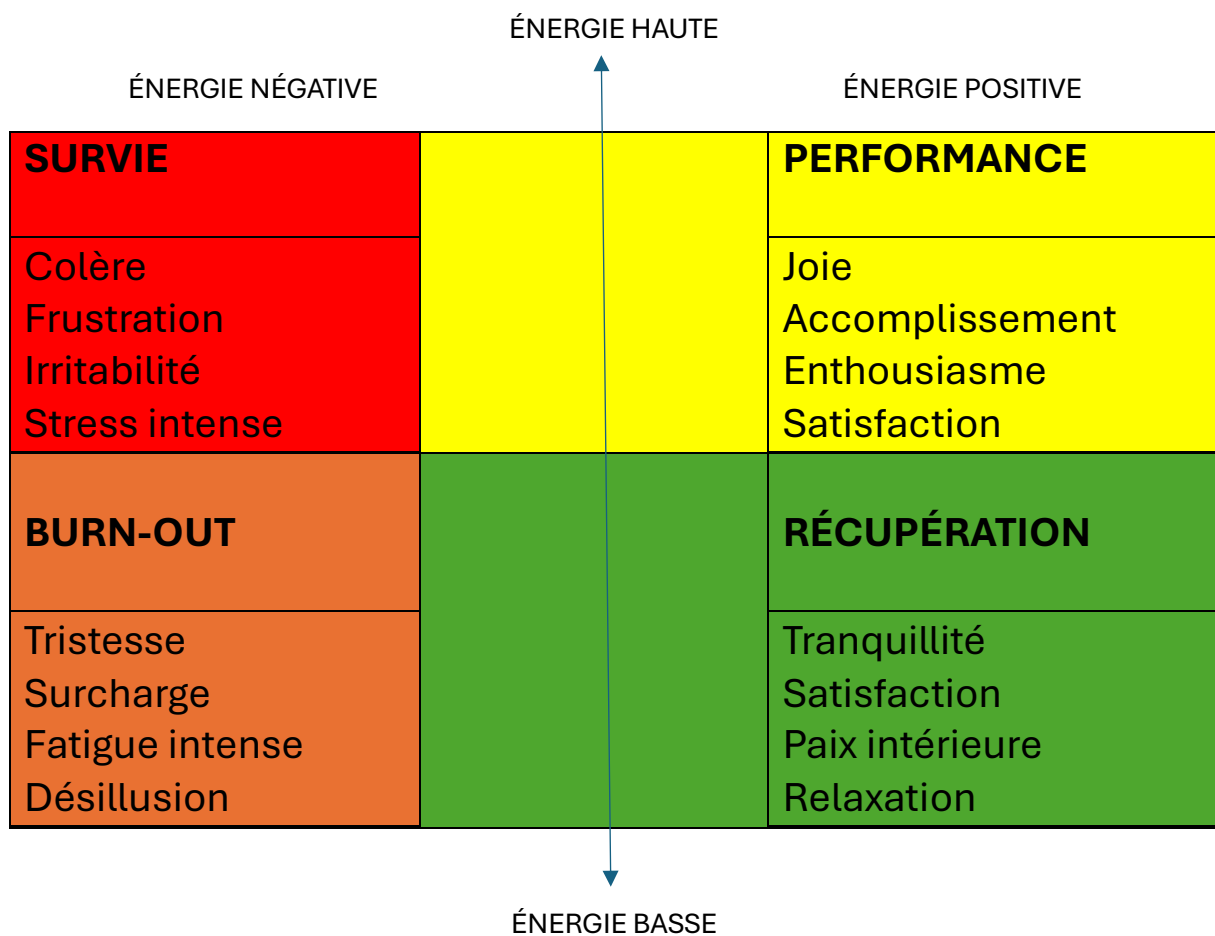 ÉNERGIE HAUTE
ÉNERGIE NÉGATIVE
ÉNERGIE POSITIVE
SURVIE
PERFORMANCE
Colère
Frustration
Irritabilité
Stress intense
Joie
Accomplissement
Enthousiasme
Satisfaction
BURN-OUT
RÉCUPÉRATION
Tristesse
Surcharge
Fatigue intense
Désillusion
Tranquillité
Satisfaction
Paix intérieure
Relaxation
ÉNERGIE BASSE